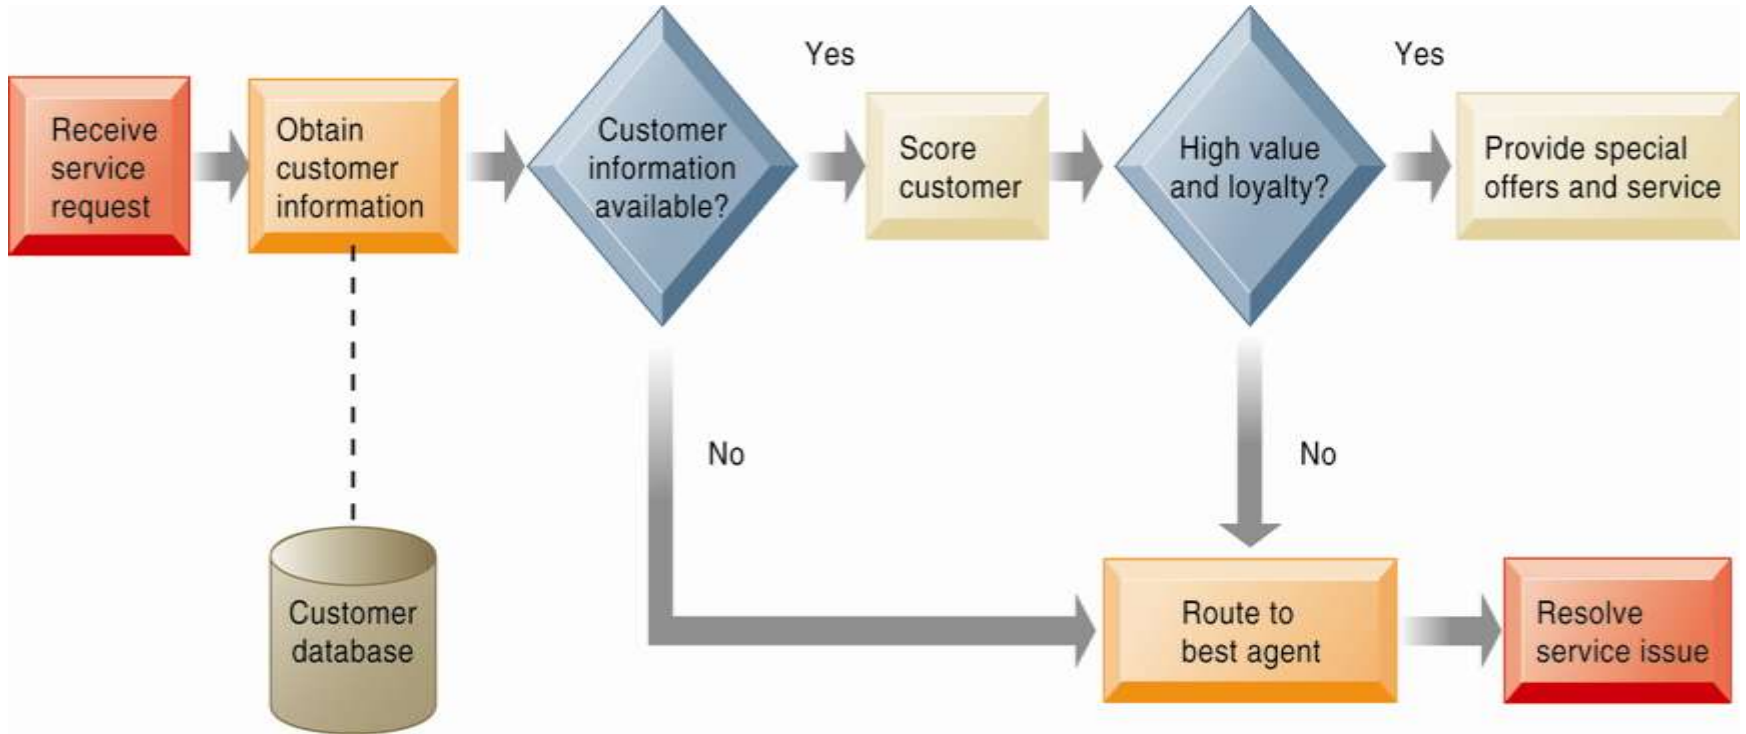 Receive
service
request
Obtain
customer
information
Customer
information
available?
Yes
Score
customer
High value
and loyalty?
Yes
Provide special
offers and service
No
No
Customer
database
Route to
best agent
Resolve
service issue